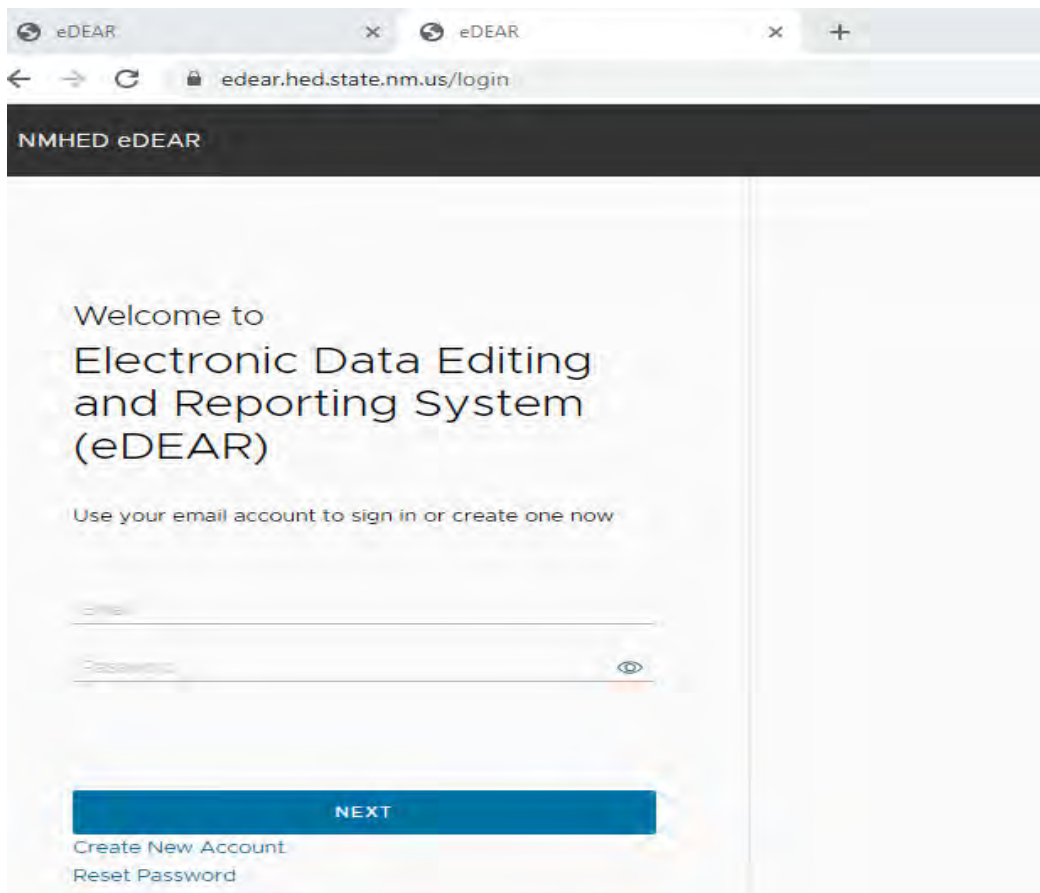 eDEAR
eDEAR
edear.hed.state.nm.us/login
NMHED eDEAR
Welcome to
Electronic Data Editing
and Reporting System
(eDEAR)
Use your email account to sign in or create one now
Email
Password
NEXT
Create New Account
Reset Password